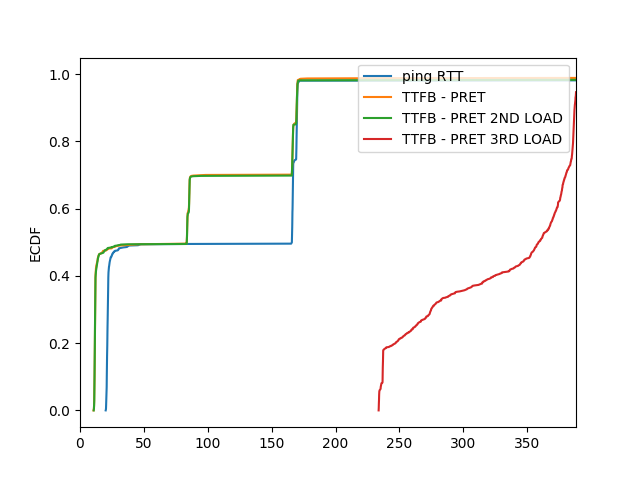 ping RTT
TTFB - PRET
TTFB - PRET 2ND LOAD
TTFB - PRET 3RD LOAD
ECDF
1.0
0.8
0.6
0.4
0.2
0.0
0 50 100 150 200 250 300 350